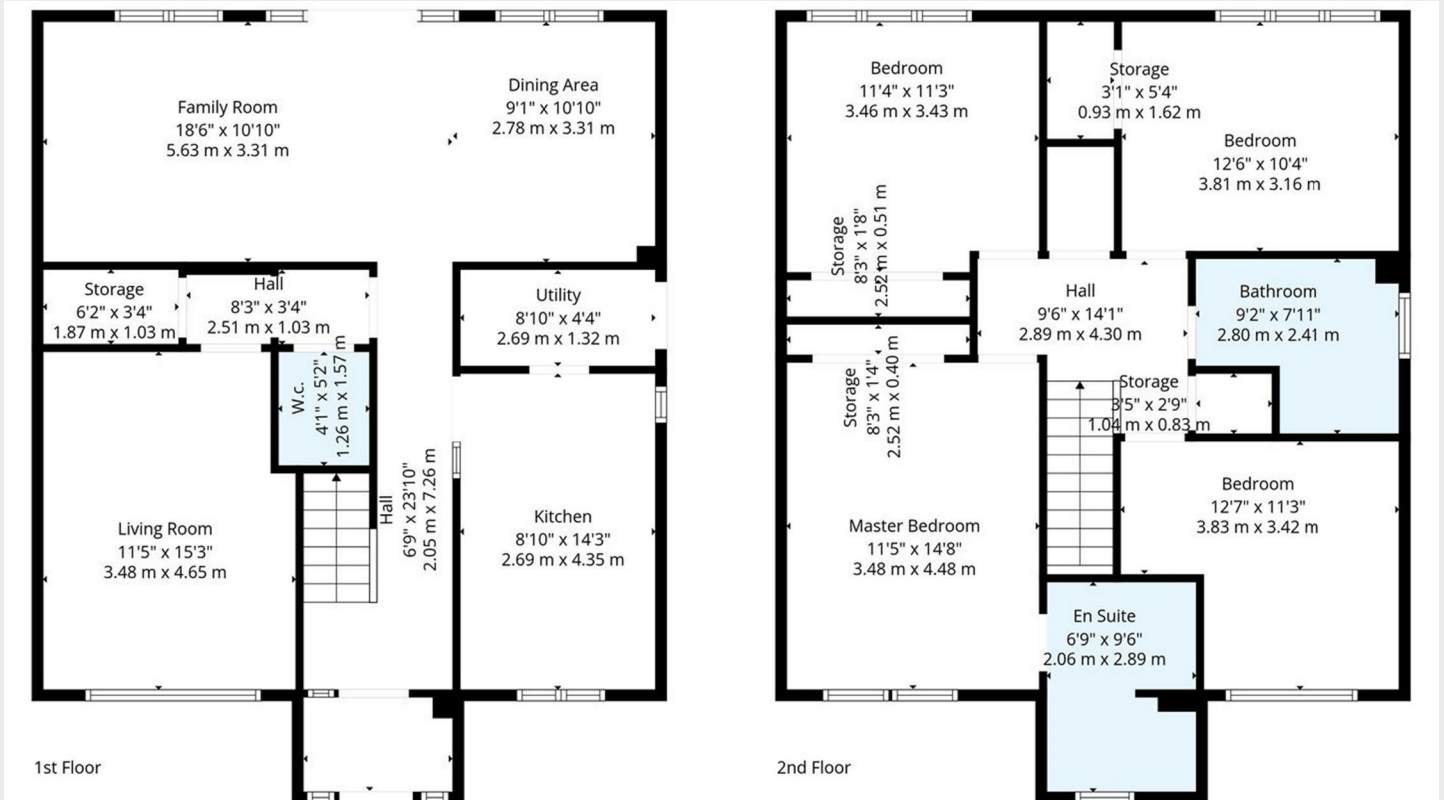 Family Room
18'6" x 10'10"
5.63 m x 3.31 m
Dining Area
9'1" x 10'10"
2.78 m x 3.31 m
Storage
6'2" x 3'4"
1.87 m x 1.03 m
Hall
8'3" x 3'4"
2.51 m x 1.03 m
Utility
8'10" x 4'4"
2.69 m x 1.32 m
W.c.
4'1" x 5'2"
1.26 m x 1.57 m
Living Room
11'5" x 15'3"
3.48 m x 4.65 m
Hall
6'9" x 23'10"
2.05 m x 7.26 m
Kitchen
8'10" x 14'3"
2.69 m x 4.35 m
1st Floor
Bedroom
11'4" x 11'3"
3.46 m x 3.43 m
Storage
3'1" x 5'4"
0.93 m x 1.62 m
Bedroom
12'6" x 10'4"
3.81 m x 3.16 m
Storage
8'3" x 1'8"
2.52 m x 0.51 m
Hall
9'6" x 14'1"
2.89 m x 4.30 m
Bathroom
9'2" x 7'11"
2.80 m x 2.41 m
Storage
8'3" x 1'4"
2.52 m x 0.40 m
Storage
3'5" x 2'9"
1.04 m x 0.83 m
Master Bedroom
11'5" x 14'8"
3.48 m x 4.48 m
Bedroom
12'7" x 11'3"
3.83 m x 3.42 m
En Suite
6'9" x 9'6"
2.06 m x 2.89 m
2nd Floor